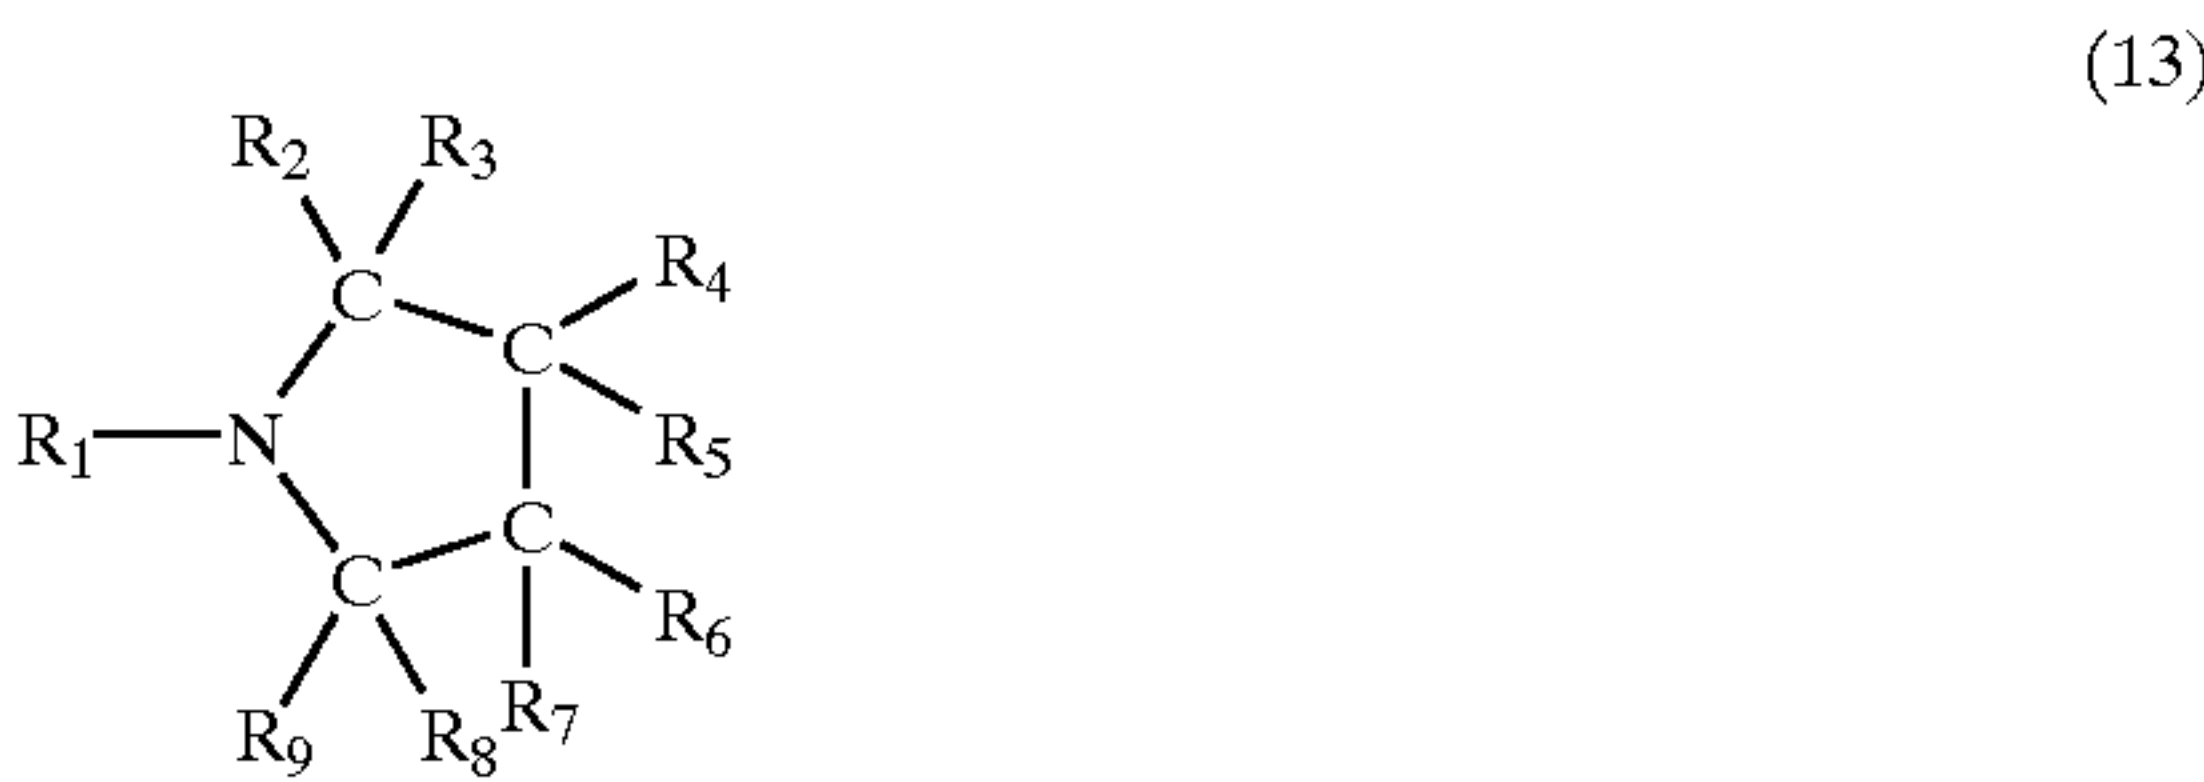 (13)
R₂ R₃
R₄
C
C
R₁ N R₅
C
C
R₆
R₉ R₈ R₇